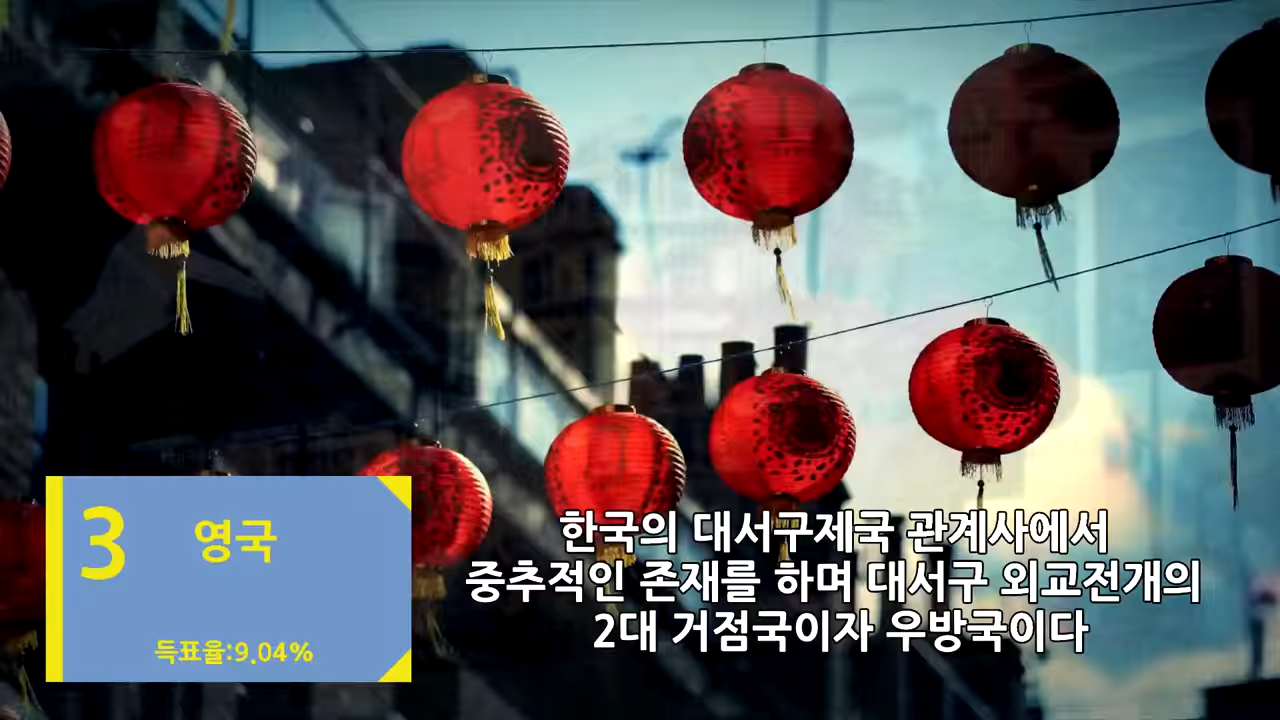 3
영국
득표율:9.04%
한국의 대서구제국 관계사에서
중추적인 존재를 하며 대서구 외교전개의
2대 거점국이자 우방국이다